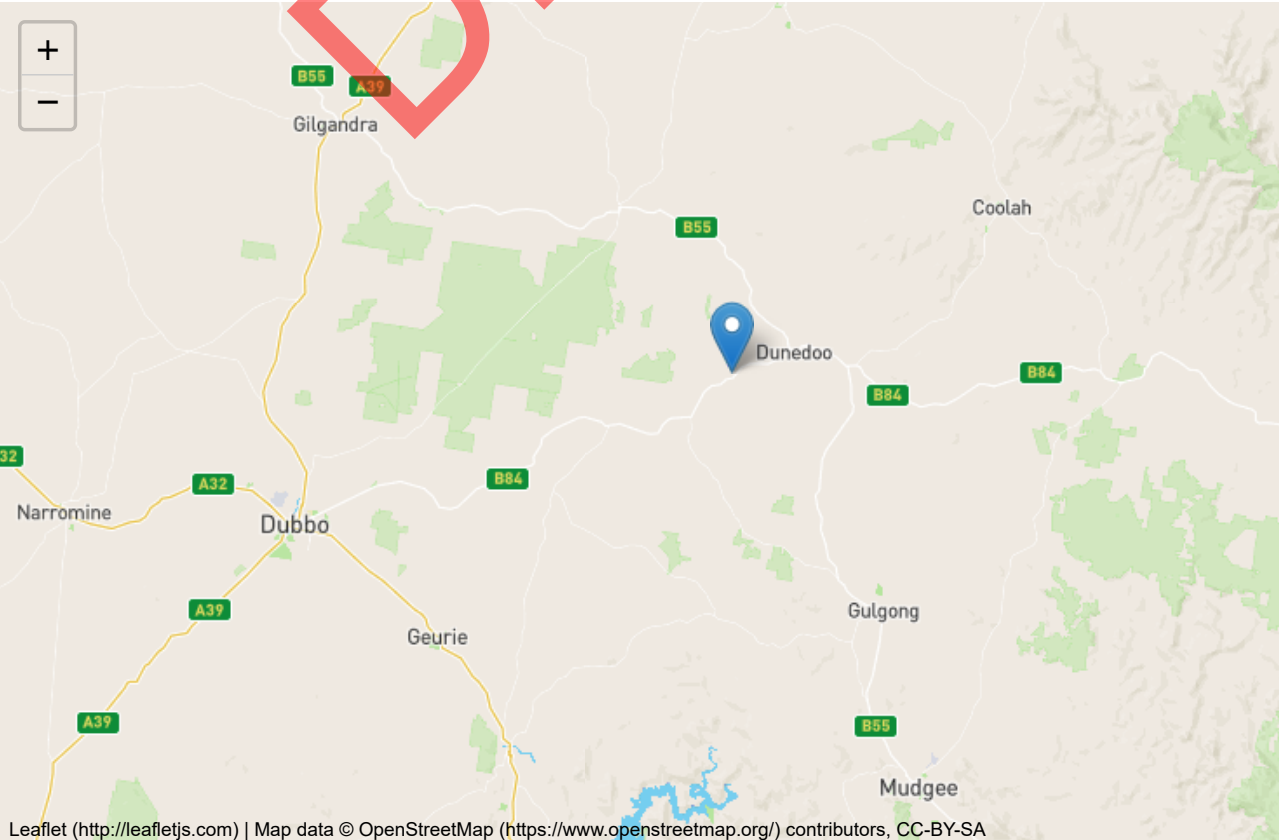 +
−
B55
A39
Gilgandra
Coolah
B55
Dunedoo
B84
B84
32
A32
B84
Narromine
Dubbo
A39
Geurie
Gulgong
A39
B55
Mudgee
Leaflet (http://leafletjs.com) | Map data © OpenStreetMap (https://www.openstreetmap.org/) contributors, CC-BY-SA